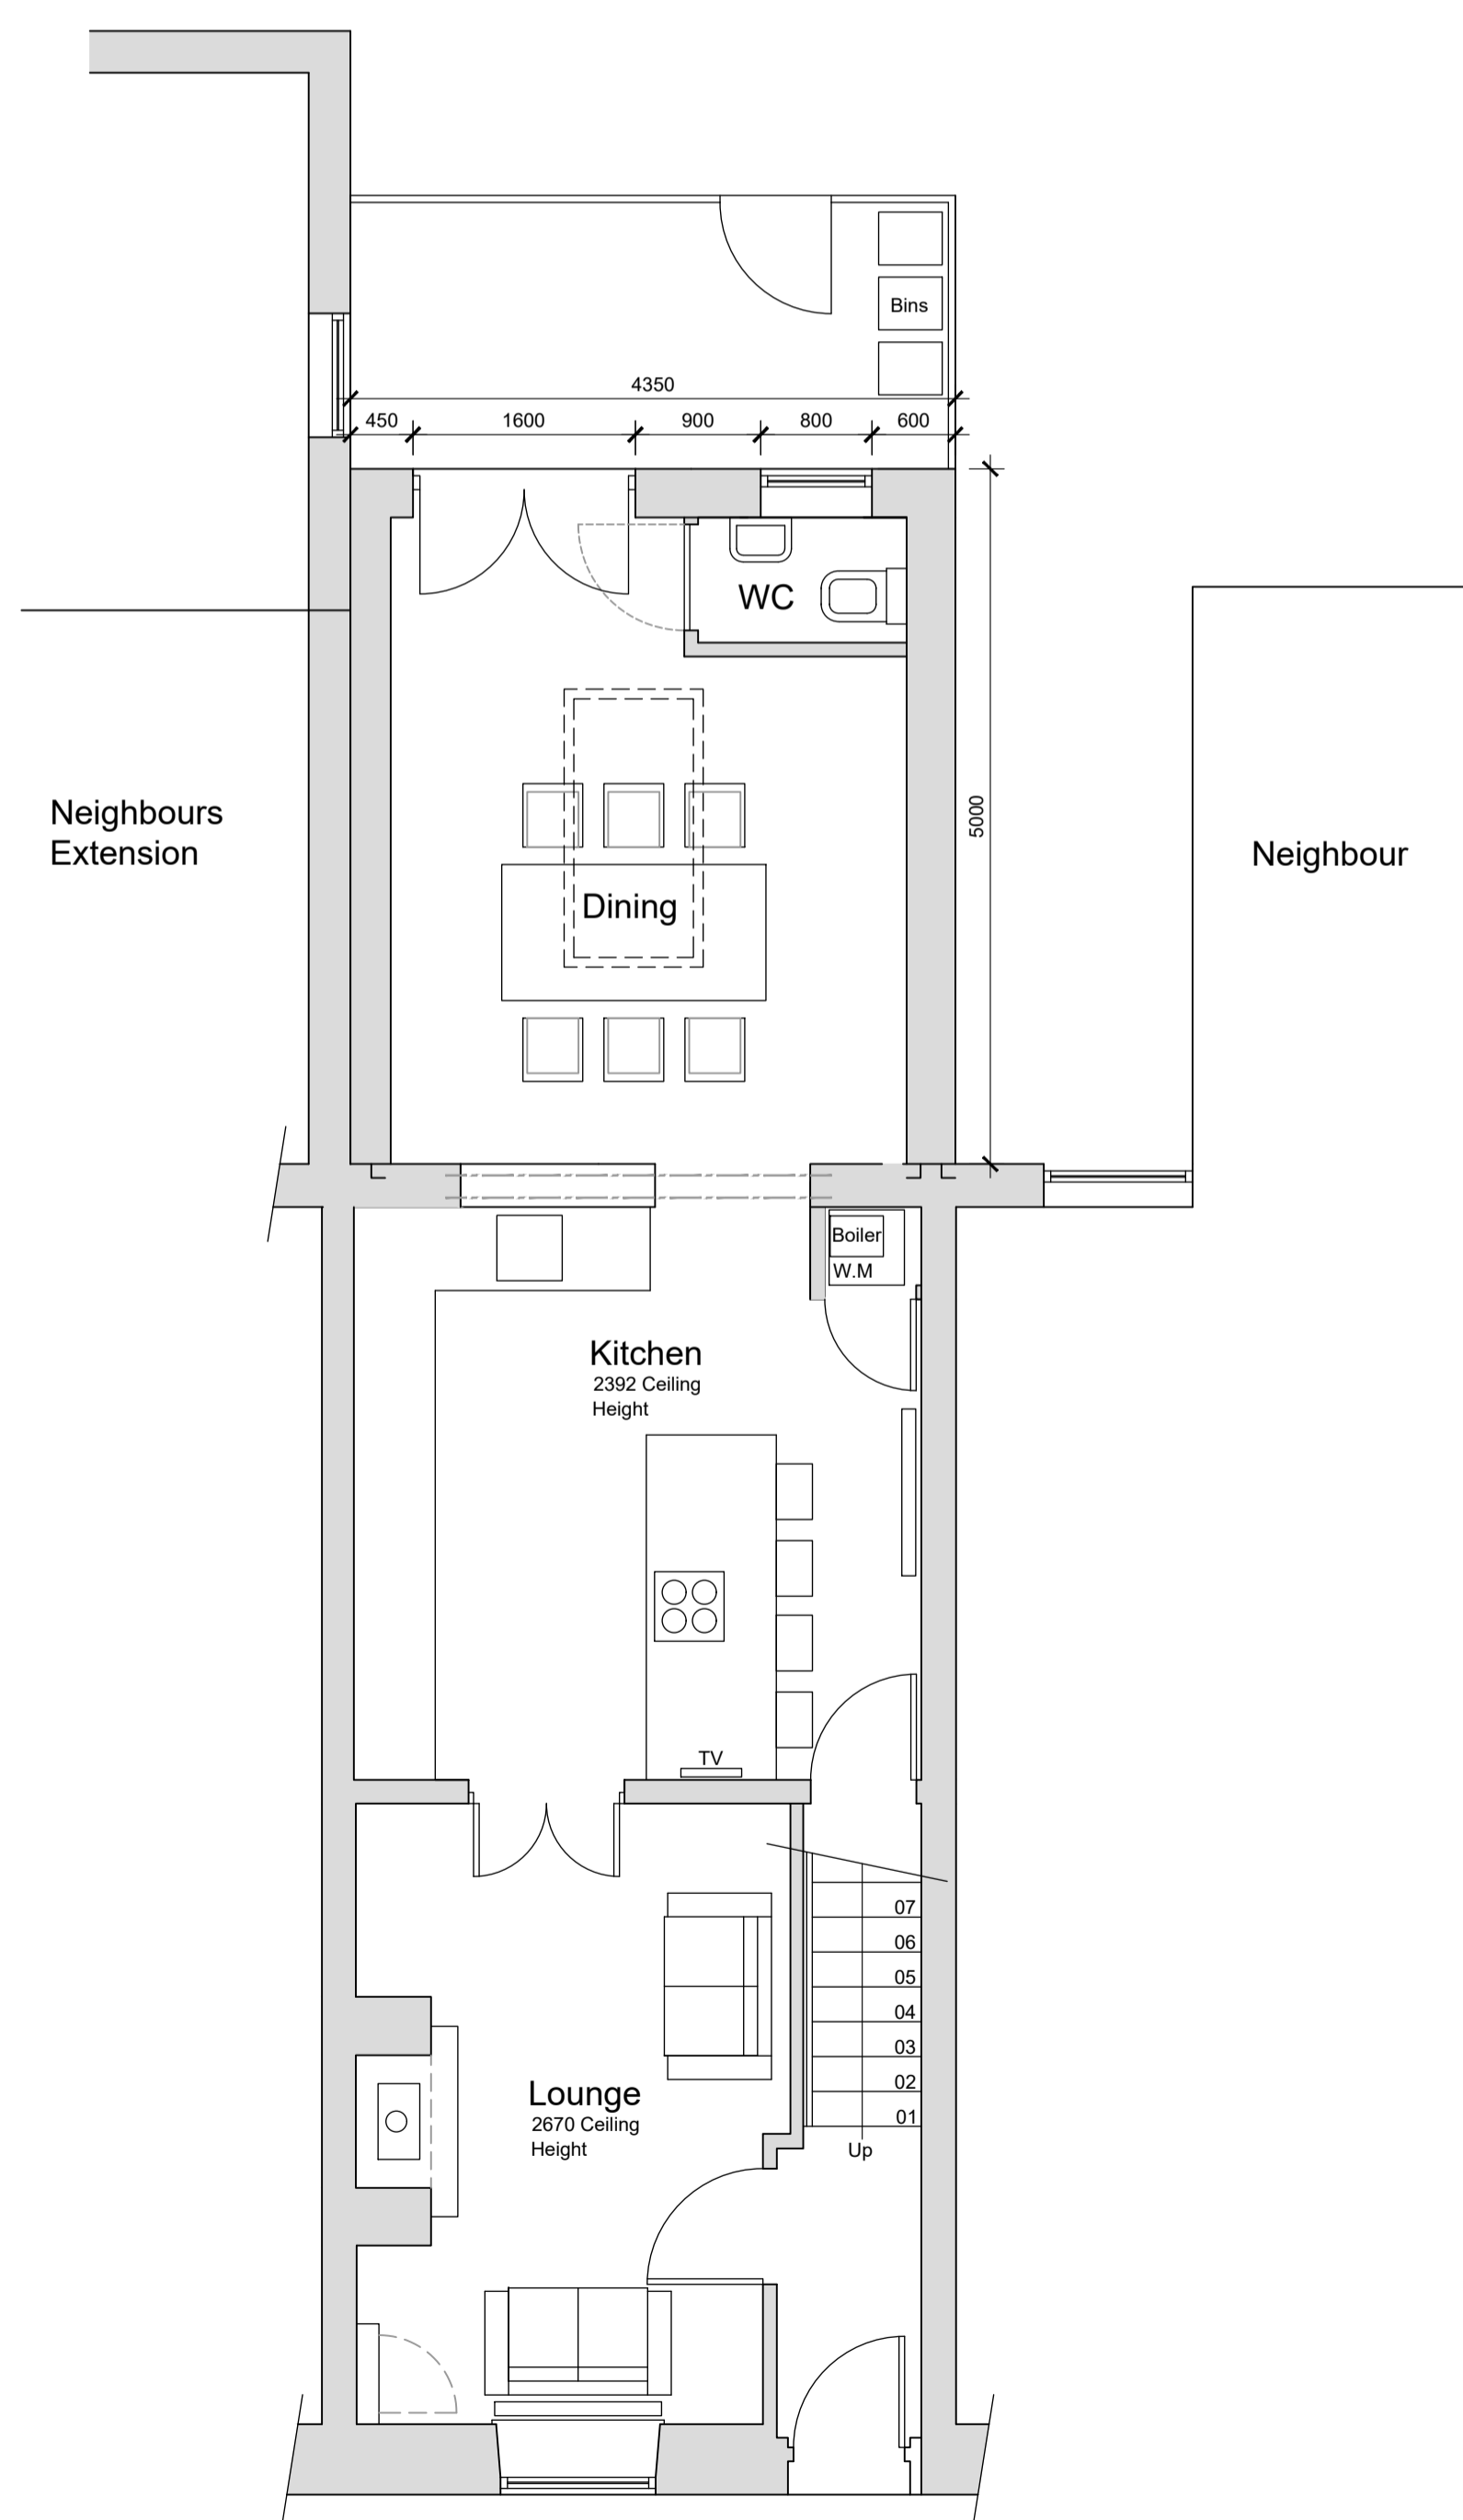 Bins
4350
450
1600
900
800
600
WC
5000
Neighbours
Extension
Neighbour
Dining
Boiler
W.M
Kitchen
2392 Ceiling
Height
TV
07
06
05
04
03
02
01
Up
Lounge
2670 Ceiling
Height